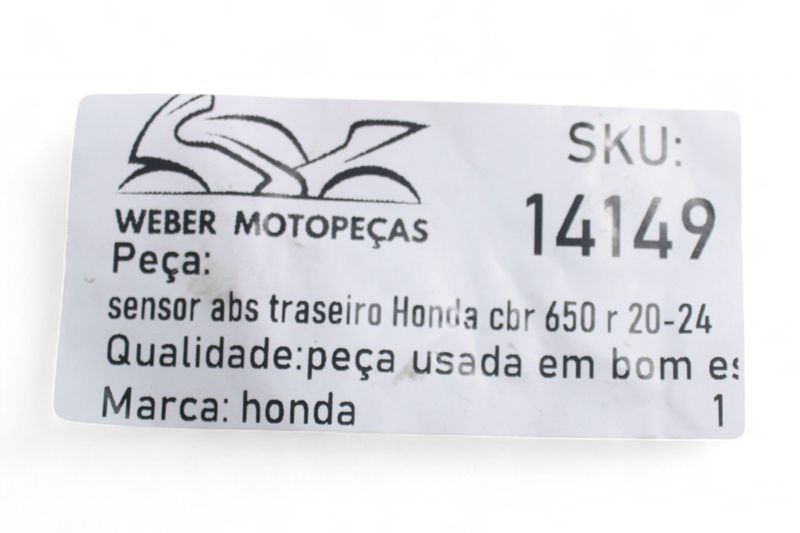 WEBER MOTOPEÇAS
SKU:
14149
Peça:
sensor abs traseiro Honda cbr 650 r 20-24
Qualidade:peça usada em bom
Marca: honda
1